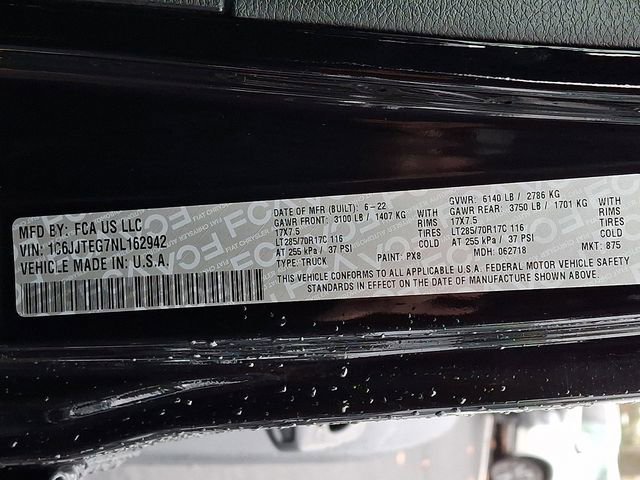 MFD BY: FCA US LLC
VIN: 1C6JJTEG7NL162942
VEHICLE MADE IN: U.S.A.
DATE OF MFR (BUILT): 6-22
GAWR FRONT: 3100 LB / 1407 KG WITH
17X7.5 RIMS
LT285/70R17C 116 TIRES
AT 255 kPa / 37 PSI COLD
TYPE: TRUCK PAINT: PX8
GVWR: 6140 LB / 2786 KG
GAWR REAR: 3750 LB / 1701 KG WITH
17X7.5 RIMS
LT285/70R17C 116 TIRES
AT 255 kPa / 37 PSI COLD
MDH: 062718 MKT: 875
THIS VEHICLE CONFORMS TO ALL APPLICABLE U.S.A. FEDERAL MOTOR VEHICLE SAFETY
STANDARDS IN EFFECT ON THE DATE OF MANUFACTURE SHOWN ABOVE.